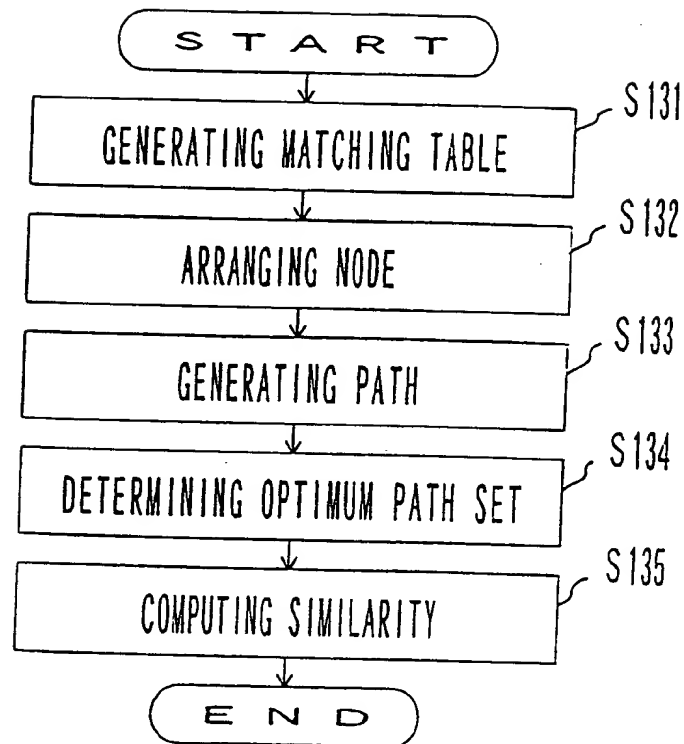 START
S131
GENERATING MATCHING TABLE
S132
ARRANGING NODE
S133
GENERATING PATH
S134
DETERMINING OPTIMUM PATH SET
S135
COMPUTING SIMILARITY
END